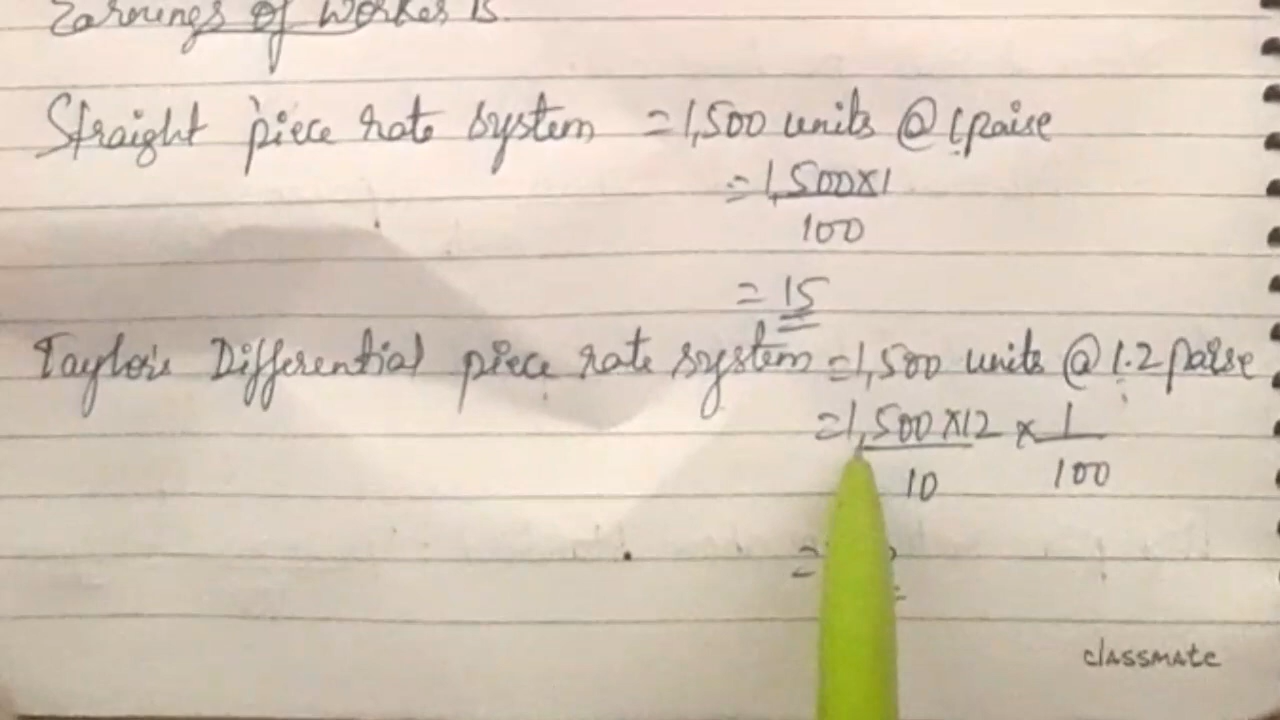 Earnings of Worker B
Straight piece rate system = 1,500 units @ 1 paise
= 1,500×1
100
= 15
Taylor's Differential piece rate system = 1,500 units @ 1.2 paise
= 1,500×12 × 1
10 100
=
classmate